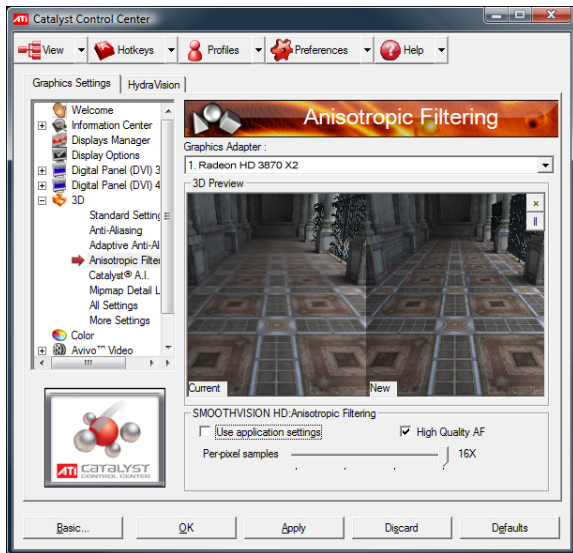 ATI Catalyst Control Center
View Hotkeys Profiles Preferences Help
Graphics Settings HydraVision
Welcome
Information Center
Displays Manager
Display Options
Digital Panel (DVI) 3
Digital Panel (DVI) 4
3D
Standard Setting
Anti-Aliasing
Adaptive Anti-Al
Anisotropic Filter
Catalyst® A.I.
Mipmap Detail L
All Settings
More Settings
Color
Avivo™ Video
ATI CATALYST
CONTROL CENTER
Anisotropic Filtering
Graphics Adapter :
1. Radeon HD 3870 X2
3D Preview
Current New
SMOOTHVISION HD:Anisotropic Filtering
Use application settings High Quality AF
Per-pixel samples 16X
Basic... OK Apply Discard Defaults